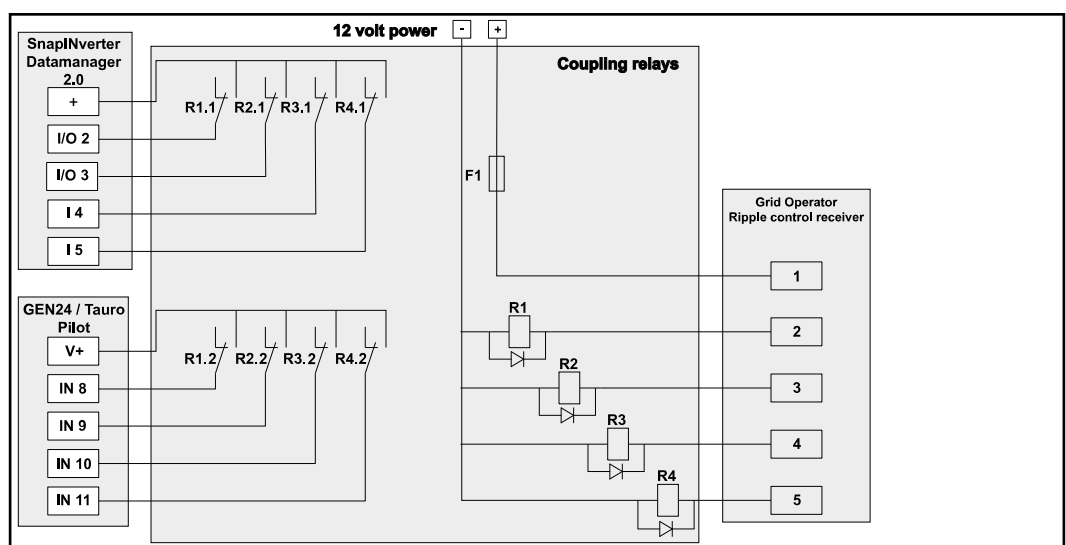 12 volt power - +
SnapINverter
Datamanager
2.0
+
I/O 2
I/O 3
I 4
I 5
R1.1 R2.1 R3.1 R4.1
Coupling relays
F1
Grid Operator
Ripple control receiver
1
2
3
4
5
R1
R2
R3
R4
GEN24 / Tauro
Pilot
V+
IN 8
IN 9
IN 10
IN 11
R1.2 R2.2 R3.2 R4.2